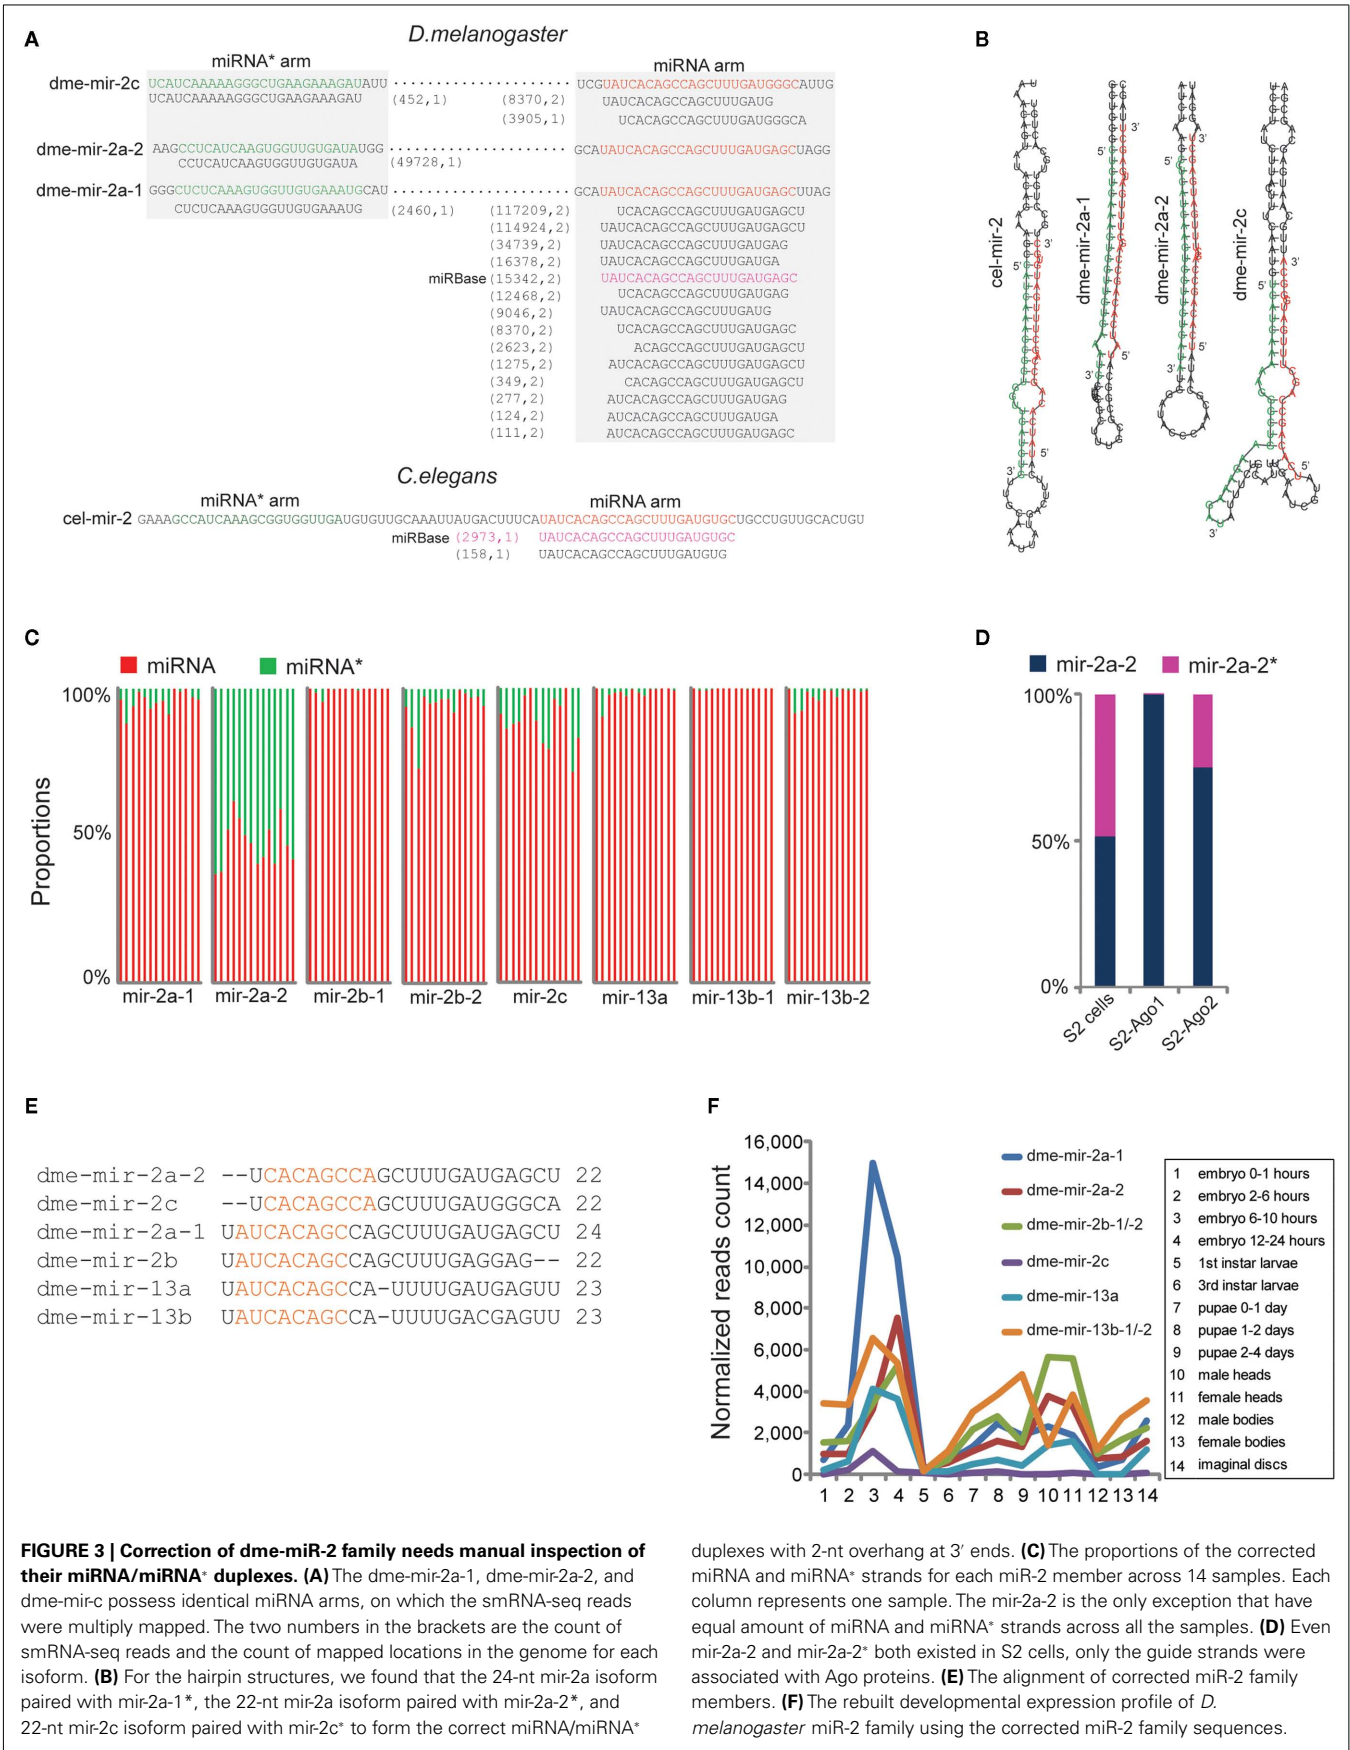 A
D.melanogaster
miRNA* arm
miRNA arm
dme-mir-2c UCAUCAAAAAGGGCUGAAGAAAGAUAUU ...................... UCGUAUCACAGCCAGCUUUGAUGGGCAUUG
UCAUCAAAAAGGGCUGAAGAAAGAU (452,1) (8370,2) UAUCACAGCCAGCUUUGAUG
(3905,1) UCACAGCCAGCUUUGAUGGGCA
dme-mir-2a-2 AAGCCUCAUCAAGUGGUUGUGAUAUGG ...................... GCAUAUCACAGCCAGCUUUGAUGAGCUAGG
CCUCAUCAAGUGGUUGUGAUA (49728,1)
dme-mir-2a-1 GGGCUCUCAAAGUGGUUGUGAAAUGCAU ...................... GCAUAUCACAGCCAGCUUUGAUGAGCUUAG
CUCUCAAAGUGGUUGUGAAAUG (2460,1) (117209,2) UCACAGCCAGCUUUGAUGAGCU
(114924,2) UAUCACAGCCAGCUUUGAUGAGCU
(34739,2) UAUCACAGCCAGCUUUGAUGAG
(16378,2) UAUCACAGCCAGCUUUGAUGA
miRBase (15342,2) UAUCACAGCCAGCUUUGAUGAGC
(12468,2) UCACAGCCAGCUUUGAUGAG
(9046,2) UAUCACAGCCAGCUUUGAUG
(8370,2) UCACAGCCAGCUUUGAUGAGC
(2623,2) ACAGCCAGCUUUGAUGAGCU
(1275,2) AUCACAGCCAGCUUUGAUGAGCU
(349,2) CACAGCCAGCUUUGAUGAGCU
(277,2) AUCACAGCCAGCUUUGAUGAG
(124,2) AUCACAGCCAGCUUUGAUGA
(111,2) AUCACAGCCAGCUUUGAUGAGC
C.elegans
miRNA* arm
miRNA arm
cel-mir-2 GAAAGCCAUCAAAGCGGUGGUUGAUGUGUUGCAAAUUAUGACUUUCAUAUCACAGCCAGCUUUGAUGUGCUGCCUGUUGCACUGU
miRBase (2973,1) UAUCACAGCCAGCUUUGAUGUGC
(158,1) UAUCACAGCCAGCUUUGAUGUG
B
cel-mir-2
dme-mir-2a-1
dme-mir-2a-2
dme-mir-2c
C
miRNA
miRNA*
Proportions
100%
50%
0%
mir-2a-1 mir-2a-2 mir-2b-1 mir-2b-2 mir-2c mir-13a mir-13b-1 mir-13b-2
D
mir-2a-2
mir-2a-2*
100%
50%
0%
S2 cells S2-Ago1 S2-Ago2
E
dme-mir-2a-2 --UCACAGCCAGCUUUGAUGAGCU 22
dme-mir-2c --UCACAGCCAGCUUUGAUGGGCA 22
dme-mir-2a-1 UAUCACAGCCAGCUUUGAUGAGCU 24
dme-mir-2b UAUCACAGCCAGCUUUGAGGAG-- 22
dme-mir-13a UAUCACAGCCA-UUUUGAUGAGUU 23
dme-mir-13b UAUCACAGCCA-UUUUGACGAGUU 23
F
Normalized reads count
16,000
14,000
12,000
10,000
8,000
6,000
4,000
2,000
0
1 2 3 4 5 6 7 8 9 10 11 12 13 14
dme-mir-2a-1
dme-mir-2a-2
dme-mir-2b-1/-2
dme-mir-2c
dme-mir-13a
dme-mir-13b-1/-2
1 embryo 0-1 hours
2 embryo 2-6 hours
3 embryo 6-10 hours
4 embryo 12-24 hours
5 1st instar larvae
6 3rd instar larvae
7 pupae 0-1 day
8 pupae 1-2 days
9 pupae 2-4 days
10 male heads
11 female heads
12 male bodies
13 female bodies
14 imaginal discs
FIGURE 3 | Correction of dme-miR-2 family needs manual inspection of
their miRNA/miRNA* duplexes. (A) The dme-mir-2a-1, dme-mir-2a-2, and
dme-mir-c possess identical miRNA arms, on which the smRNA-seq reads
were multiply mapped. The two numbers in the brackets are the count of
smRNA-seq reads and the count of mapped locations in the genome for each
isoform. (B) For the hairpin structures, we found that the 24-nt mir-2a isoform
paired with mir-2a-1*, the 22-nt mir-2a isoform paired with mir-2a-2*, and
22-nt mir-2c isoform paired with mir-2c* to form the correct miRNA/miRNA*
duplexes with 2-nt overhang at 3′ ends. (C) The proportions of the corrected
miRNA and miRNA* strands for each miR-2 member across 14 samples. Each
column represents one sample. The mir-2a-2 is the only exception that have
equal amount of miRNA and miRNA* strands across all the samples. (D) Even
mir-2a-2 and mir-2a-2* both existed in S2 cells, only the guide strands were
associated with Ago proteins. (E) The alignment of corrected miR-2 family
members. (F) The rebuilt developmental expression profile of D.
melanogaster miR-2 family using the corrected miR-2 family sequences.